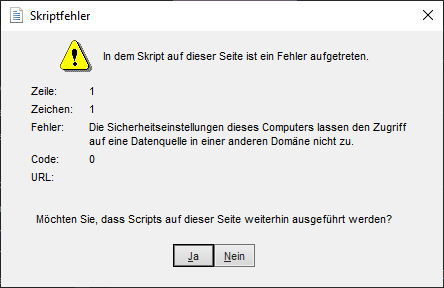 Skriptfehler
In dem Skript auf dieser Seite ist ein Fehler aufgetreten.
Zeile: 1
Zeichen: 1
Fehler: Die Sicherheitseinstellungen dieses Computers lassen den Zugriff
auf eine Datenquelle in einer anderen Domäne nicht zu.
Code: 0
URL:
Möchten Sie, dass Scripts auf dieser Seite weiterhin ausgeführt werden?
Ja Nein